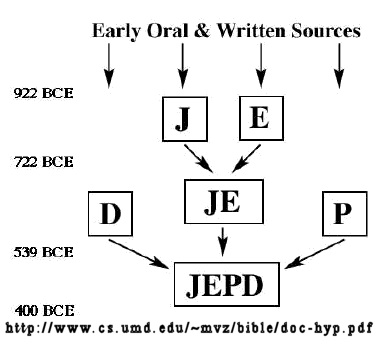 Early Oral & Written Sources
922 BCE
J E
722 BCE
D JE P
539 BCE
JEPD
400 BCE
http://www.cs.umd.edu/~mvz/bible/doc-hyp.pdf